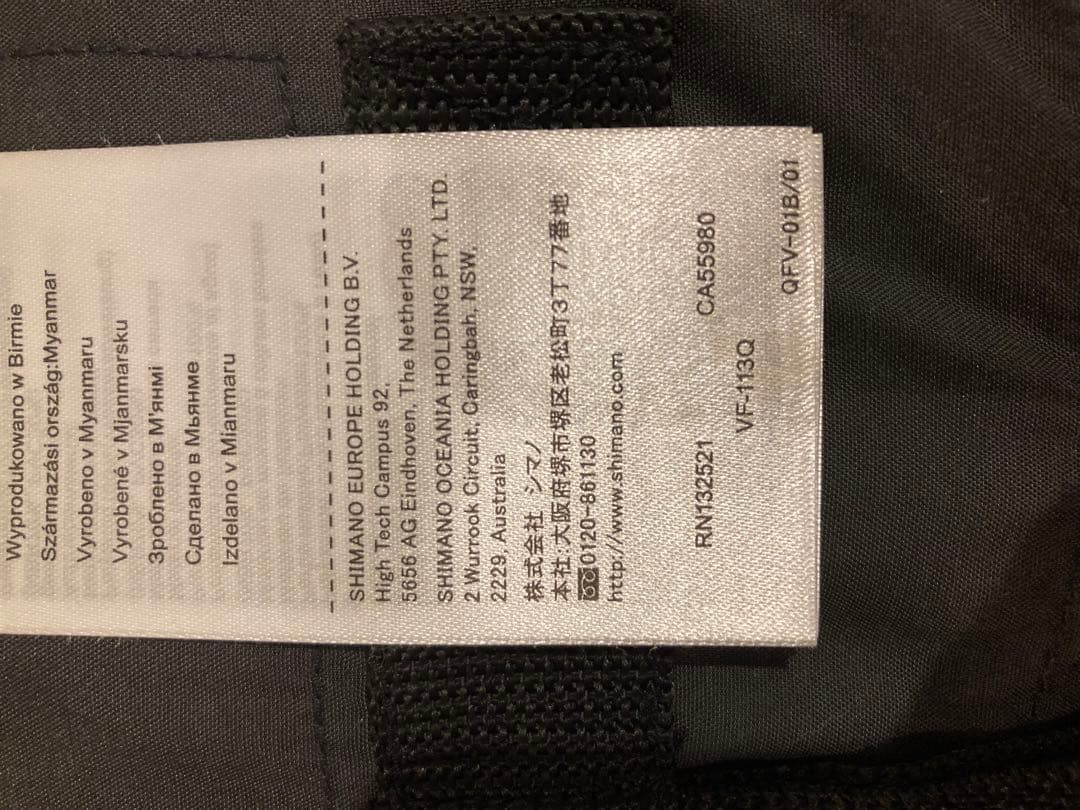 Wyprodukowano w Birmie
Származási ország:Myanmar
Vyrobeno v Myanmaru
Vyrobené v Mjanmarsku
Зроблено в М'янмі
Сделано в Мьянме
Izdelano v Mianmaru
SHIMANO EUROPE HOLDING B.V.
High Tech Campus 92,
5656 AG Eindhoven, The Netherlands
SHIMANO OCEANIA HOLDING PTY. LTD.
2 Wurrook Circuit, Caringbah, NSW,
2229, Australia
株式会社 シマノ
本社:大阪府堺市堺区老松町3丁77番地
0120-861130
http://www.shimano.com
RN132521 CA55980
VF-113Q
QFV-01B/01